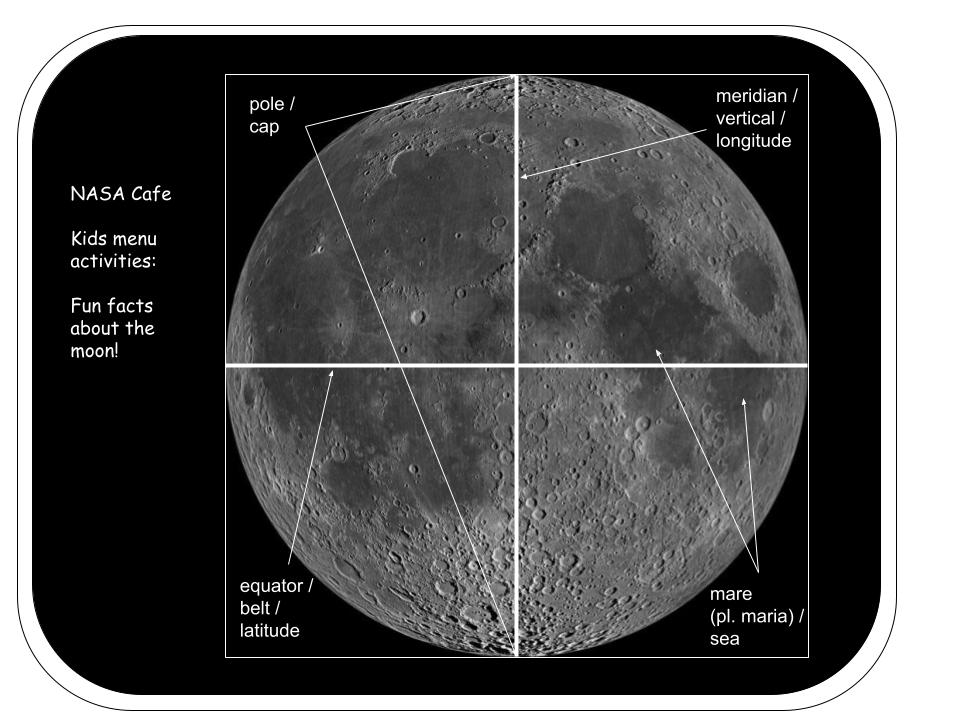 NASA Cafe
Kids menu
activities:
Fun facts
about the
moon!
pole /
cap
meridian /
vertical /
longitude
equator /
belt /
latitude
mare
(pl. maria) /
sea